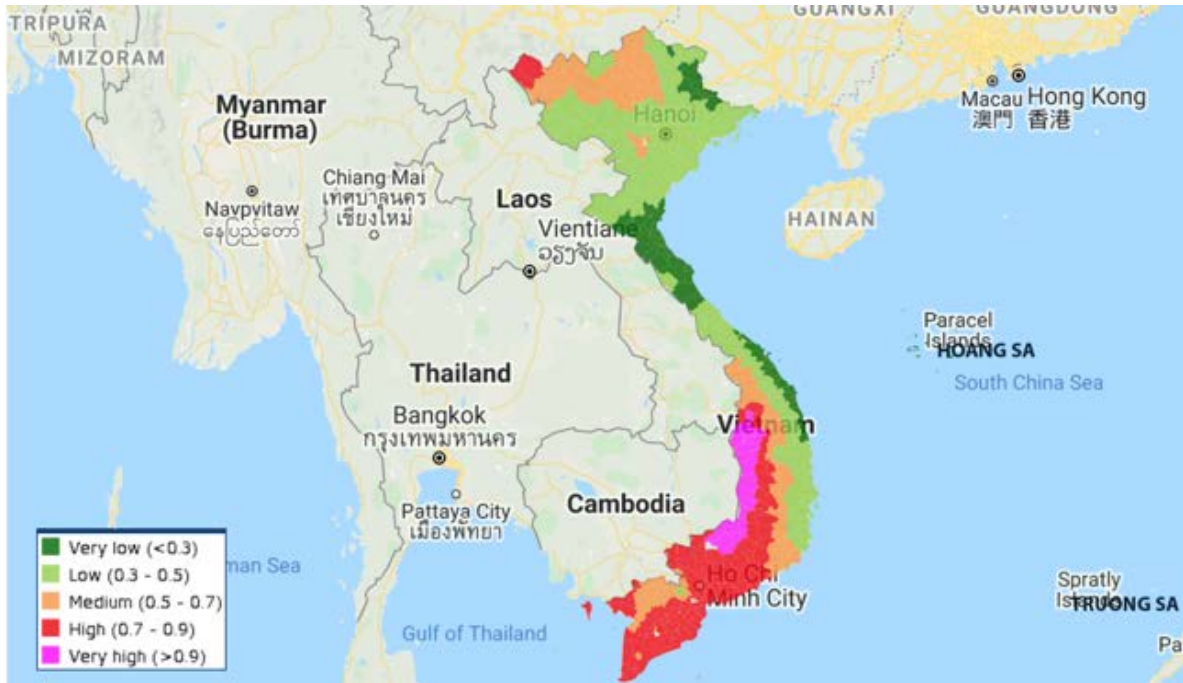 TRIPURA
MIZORAM
GUANGXI
GUANGDONG
Myanmar
(Burma)
Hanoi
Macau
澳門
Hong Kong
香港
Chiang Mai
เทศบาลนคร
เชียงใหม่
Laos
Navpvitaw
နေပြည်တော်
HAINAN
Vientiane
ວຽງຈັນ
Paracel
Islands
HOANG SA
South China Sea
Thailand
Bangkok
กรุงเทพมหานคร
Vietnam
Cambodia
Pattaya City
เมืองพัทยา
Very low (<0.3)
Low (0.3 - 0.5)
Medium (0.5 - 0.7)
High (0.7 - 0.9)
Very high (>0.9)
man Sea
Ho Chi
Minh City
Gulf of Thailand
Spratly
Islands
TRUONG SA
Pa